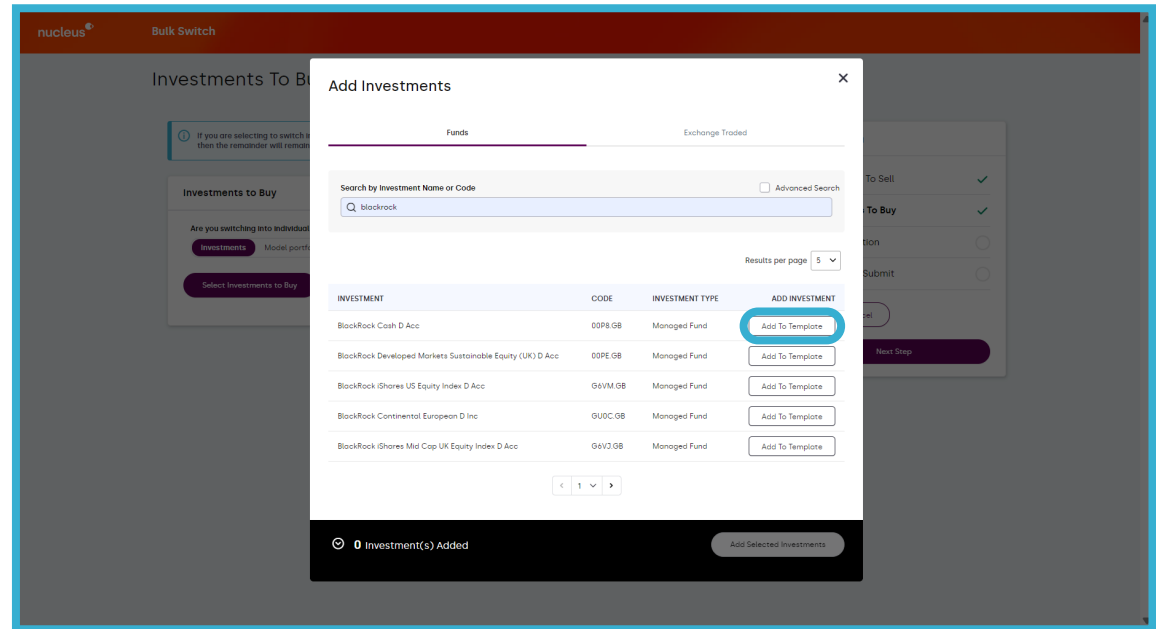 nucleus
Bulk Switch
Investments To Bu
If you are selecting to switch in
then the remainder will remain
Investments to Buy
Are you switching into individual
Investments Model portfo
Select Investments to Buy
Add Investments
Funds Exchange Traded
Search by Investment Name or Code Advanced Search
blackrock
Results per page 5
INVESTMENT CODE INVESTMENT TYPE ADD INVESTMENT
BlackRock Cash D Acc 00P8.GB Managed Fund Add To Template
BlackRock Developed Markets Sustainable Equity (UK) D Acc 00PE.GB Managed Fund Add To Template
BlackRock iShares US Equity Index D Acc G6VM.GB Managed Fund Add To Template
BlackRock Continental European D Inc GU0C.GB Managed Fund Add To Template
BlackRock iShares Mid Cap UK Equity Index D Acc G6VJ.GB Managed Fund Add To Template
1
0 Investment(s) Added Add Selected Investments
To Sell
To Buy
tion
Submit
cel
Next Step